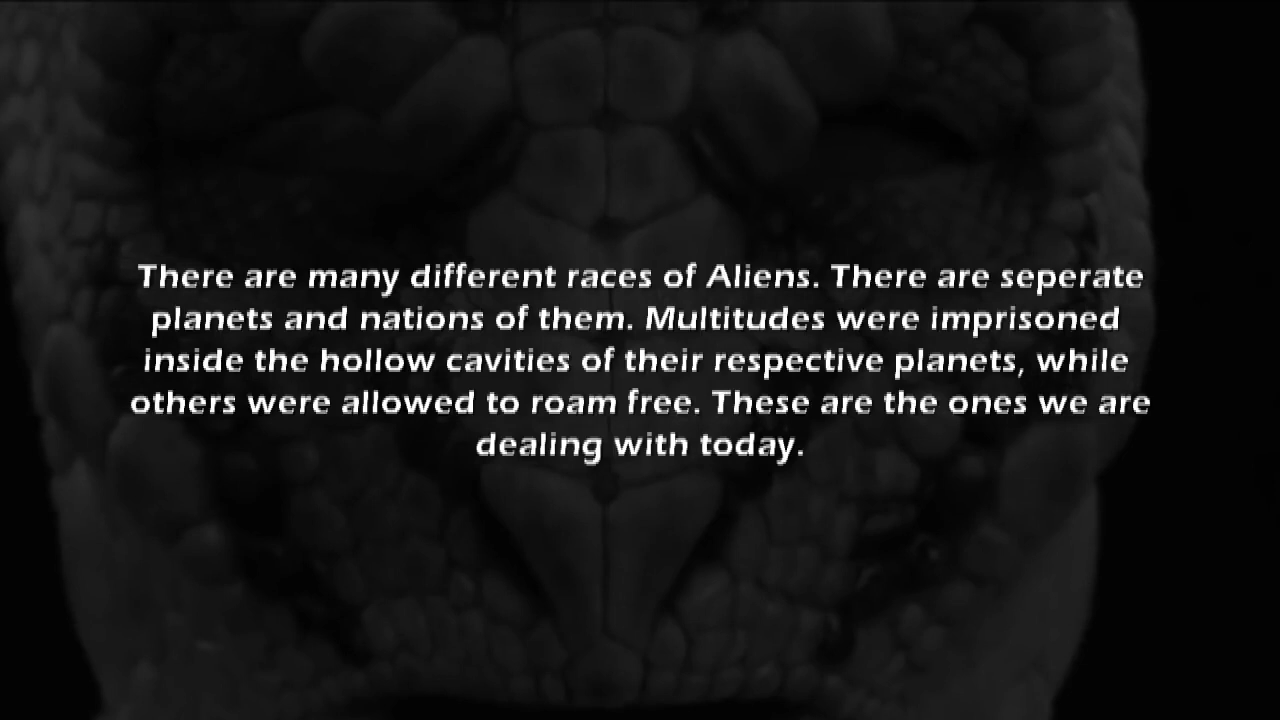 There are many different races of Aliens. There are seperate
planets and nations of them. Multitudes were imprisoned
inside the hollow cavities of their respective planets, while
others were allowed to roam free. These are the ones we are
dealing with today.